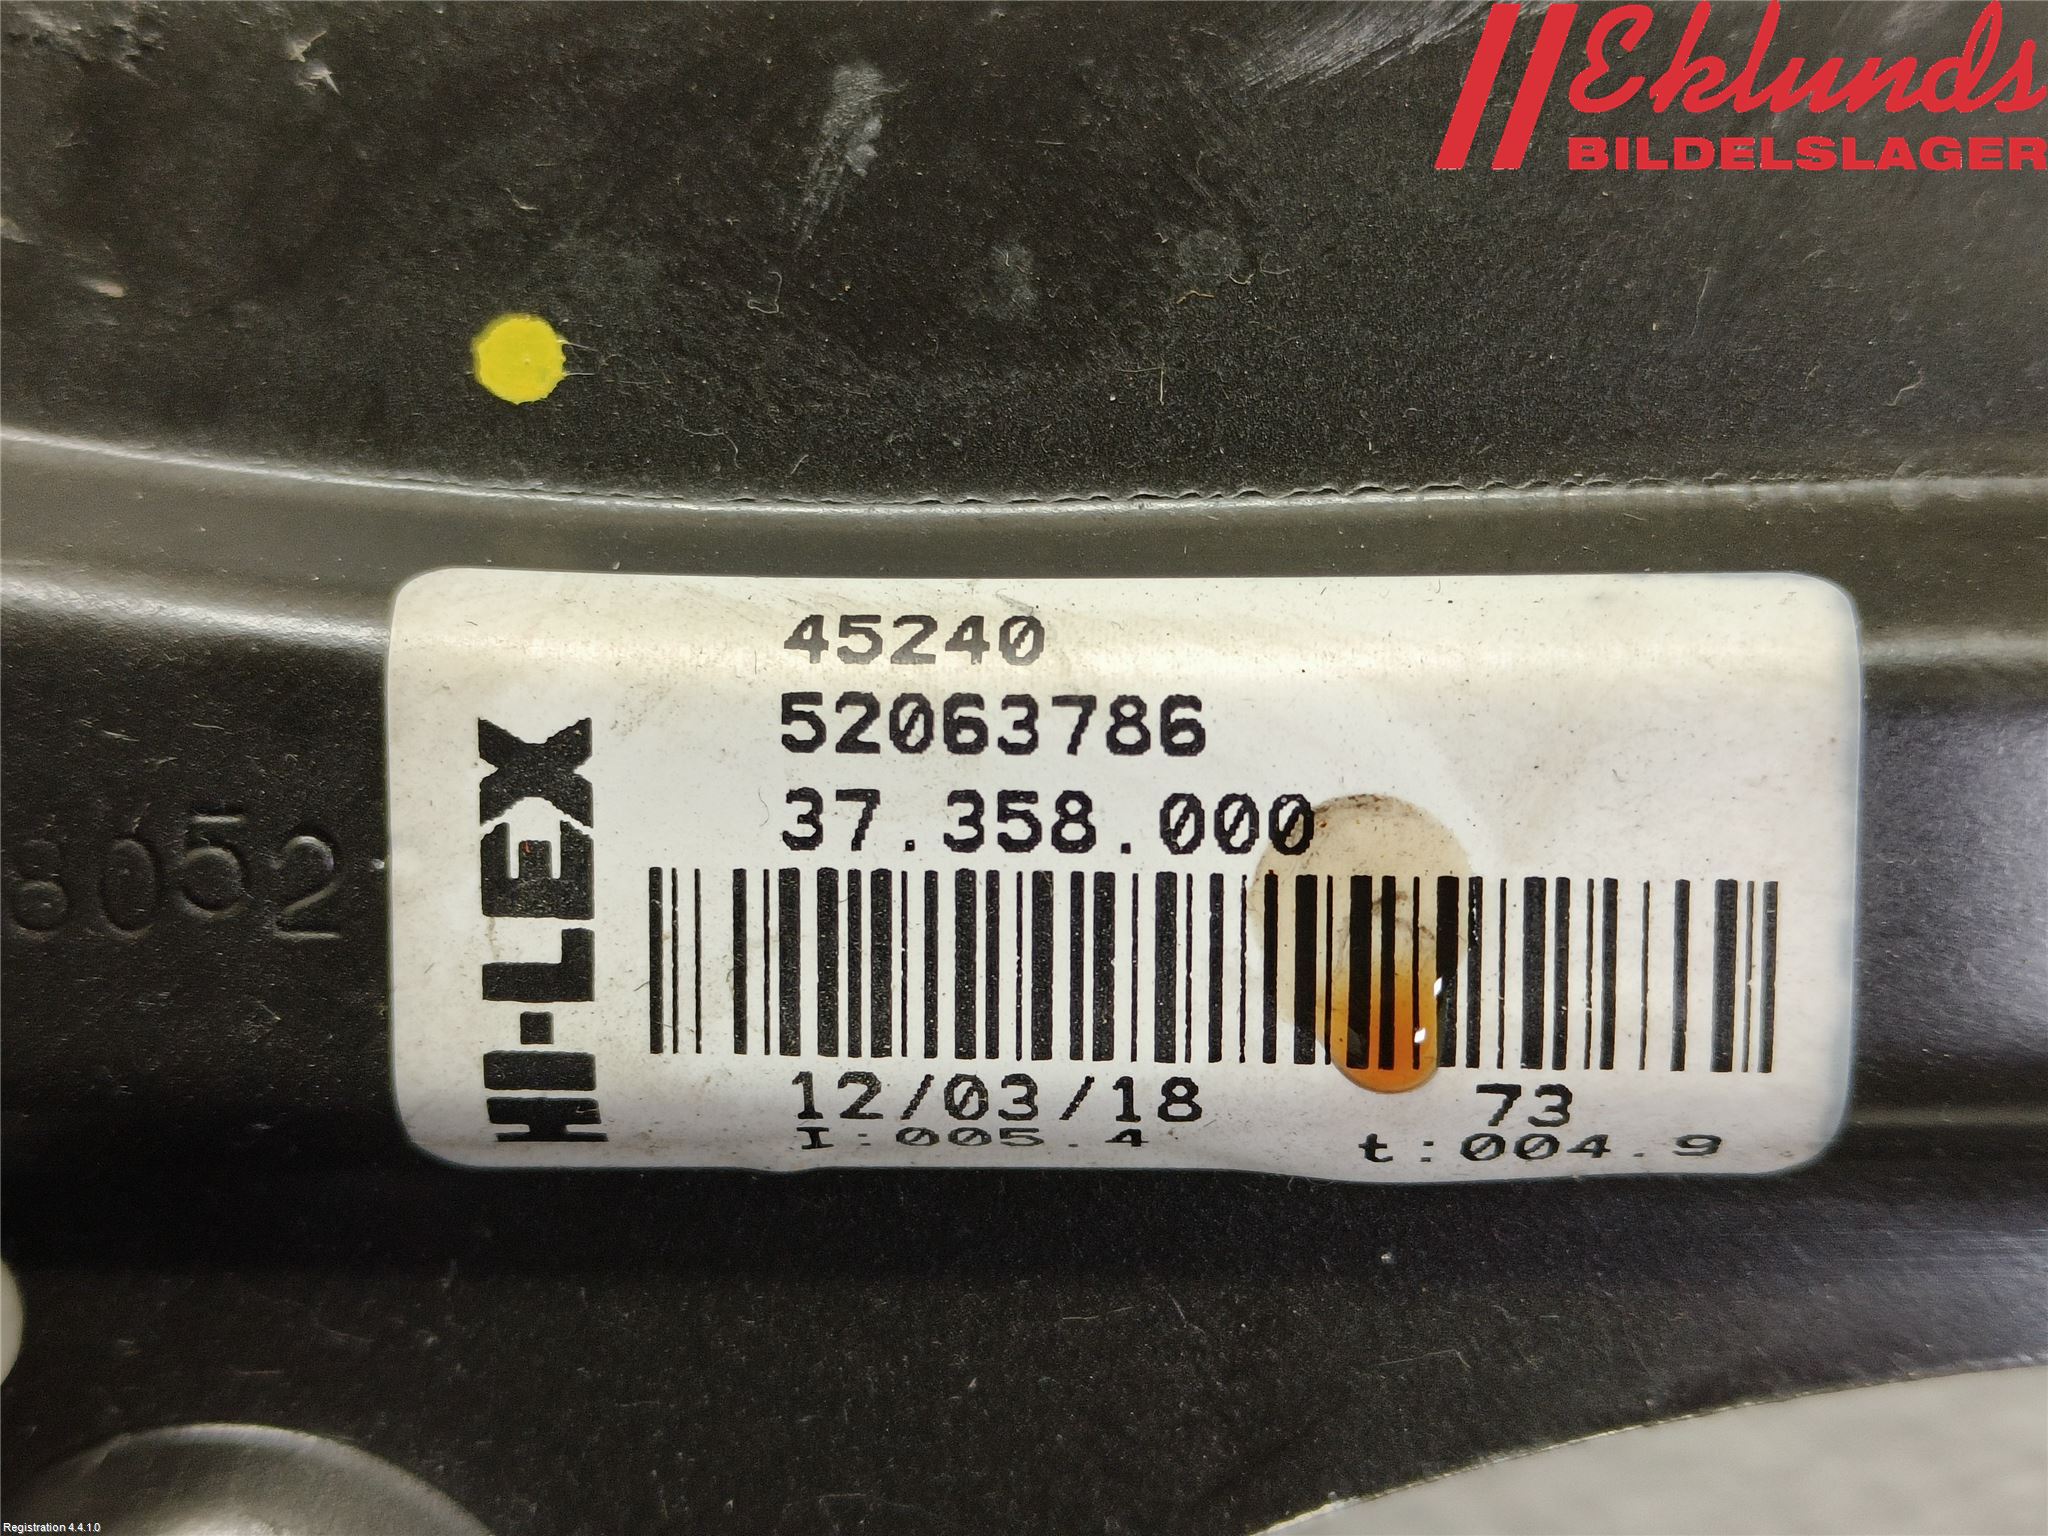 Eklunds
BILDELSLAGER
45240
52063786
37.358.000
HI-LEX
8052
12/03/18 73
I:005.4 t:004.9
Registration 4.4.1.0